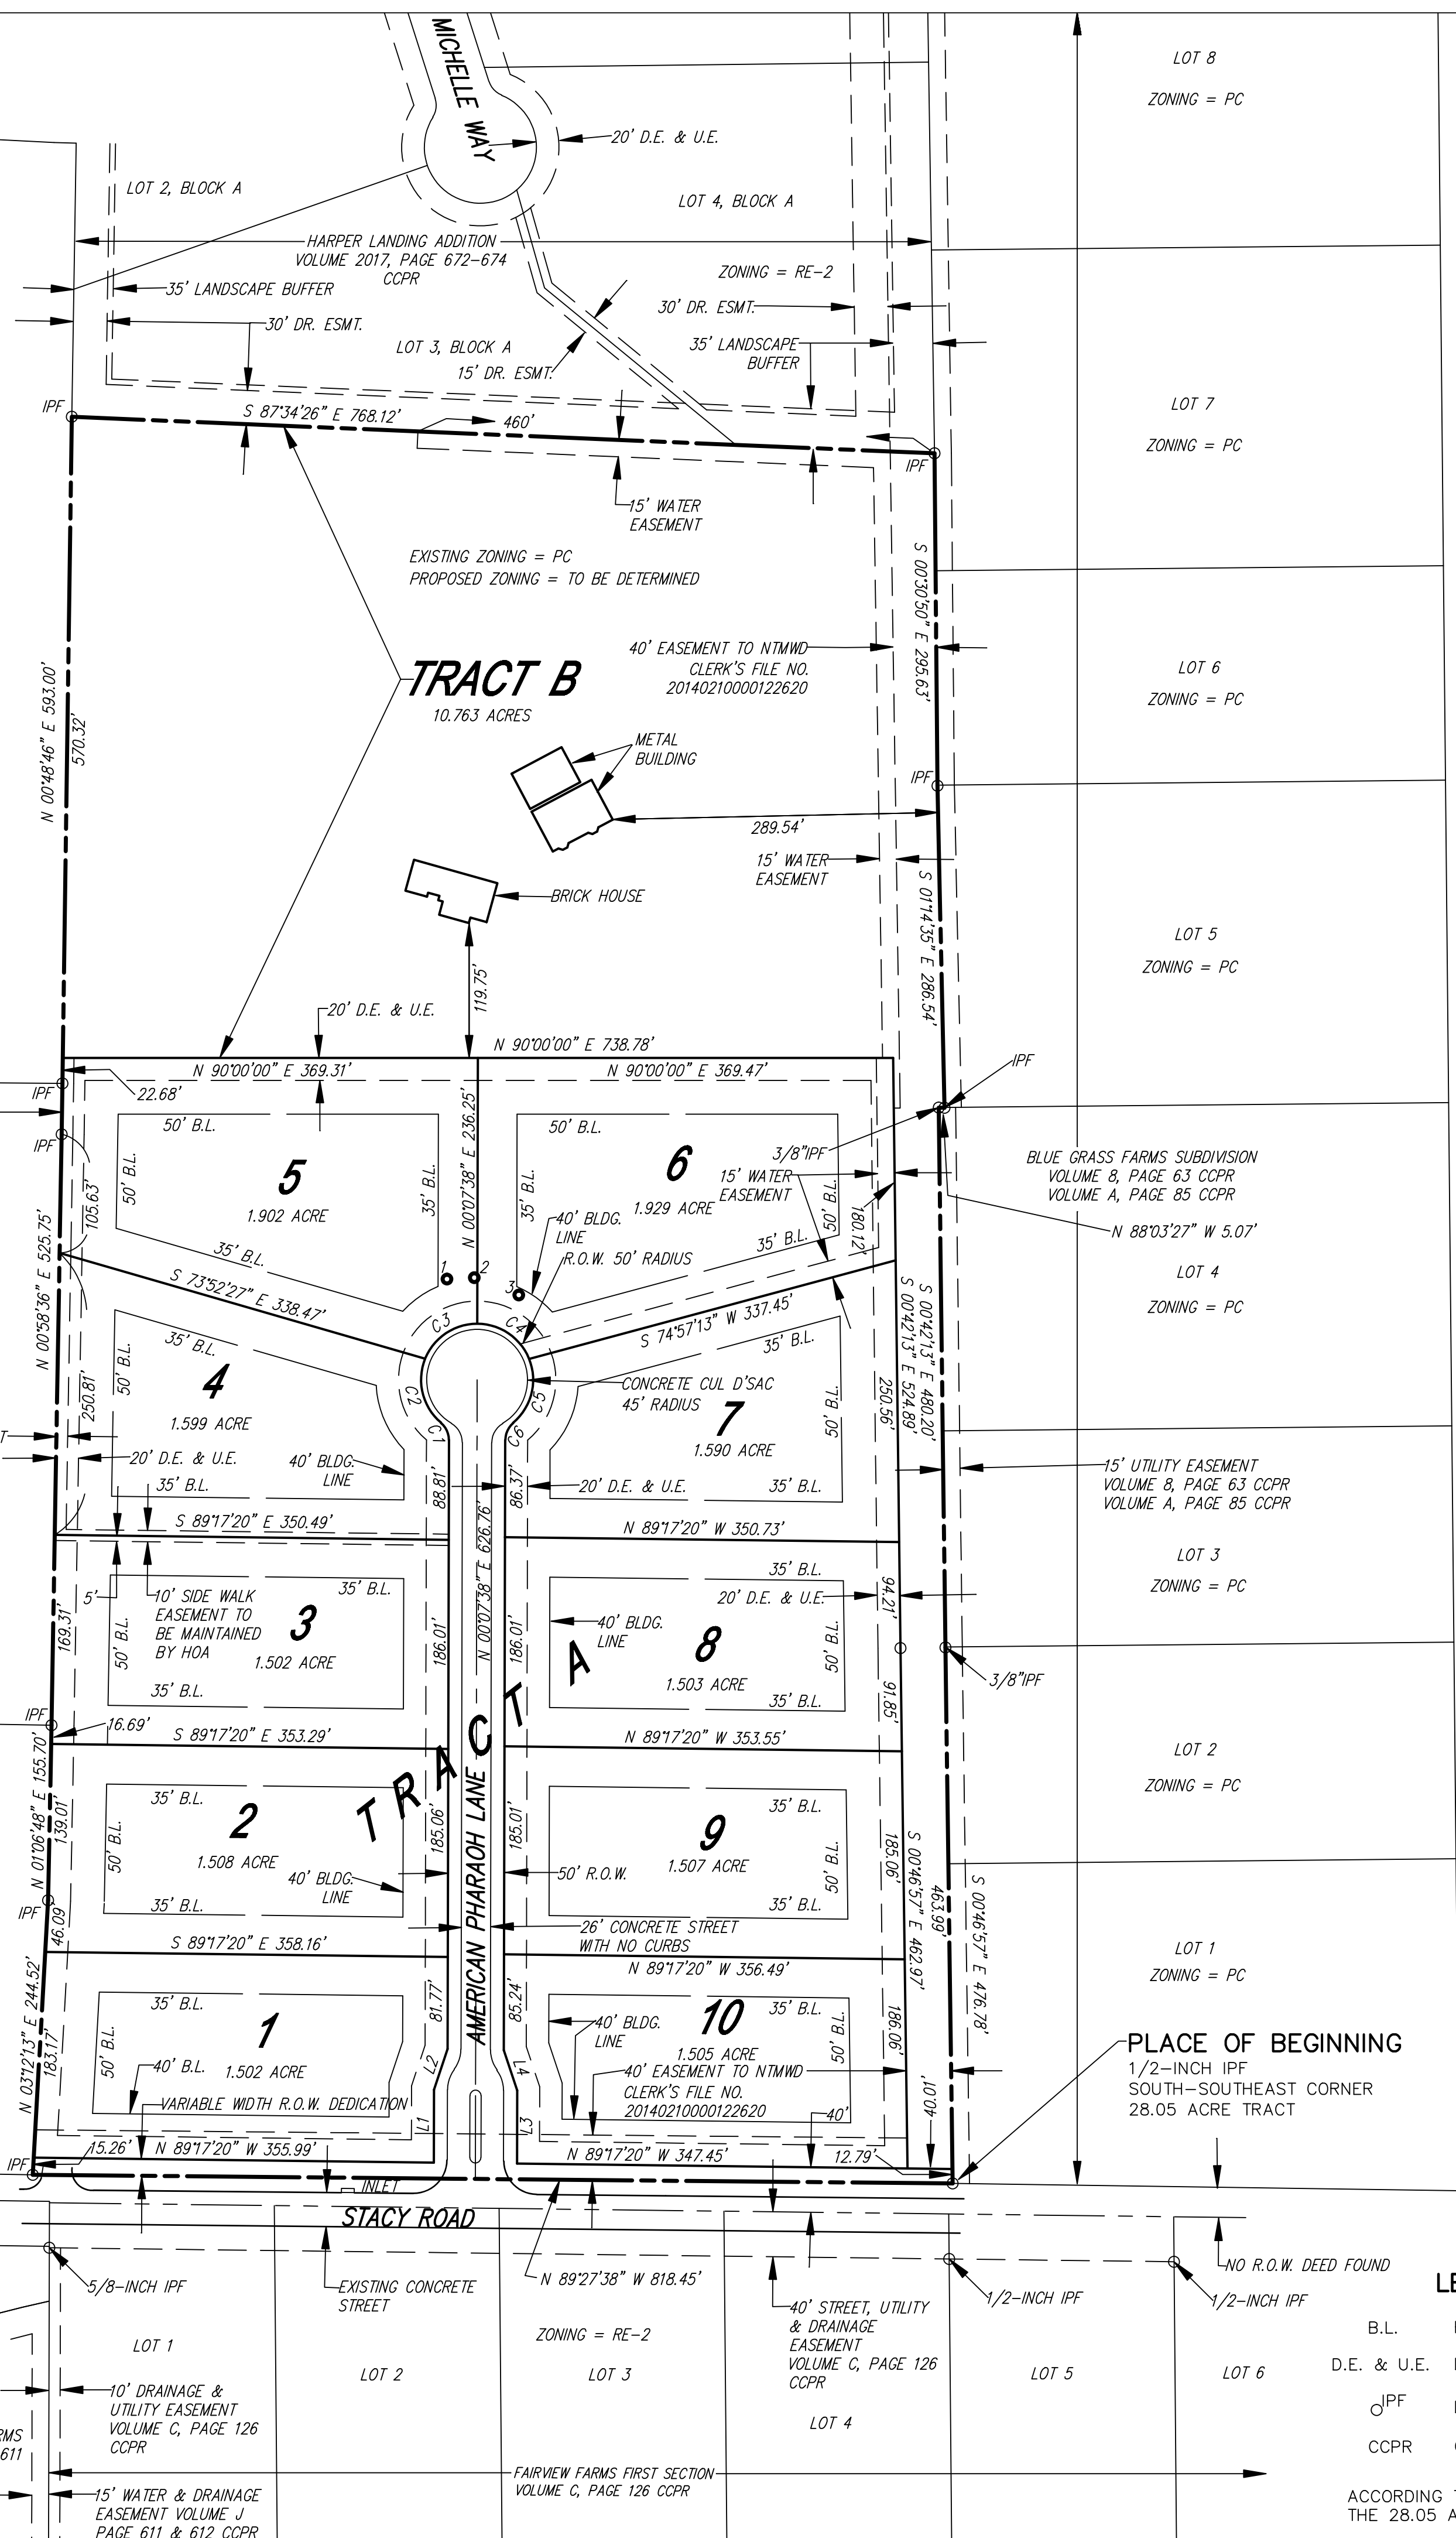 MICHELLE WAY
20' D.E. & U.E.
LOT 8
ZONING = PC
LOT 2, BLOCK A
LOT 4, BLOCK A
HARPER LANDING ADDITION
VOLUME 2017, PAGE 672-674
CCPR
ZONING = RE-2
35' LANDSCAPE BUFFER
30' DR. ESMT.
30' DR. ESMT.
LOT 3, BLOCK A
15' DR. ESMT.
35' LANDSCAPE
BUFFER
IPF
S 87°34'26" E 768.12'
460'
IPF
LOT 7
ZONING = PC
15' WATER
EASEMENT
EXISTING ZONING = PC
PROPOSED ZONING = TO BE DETERMINED
S 00°30'50" E 295.63'
40' EASEMENT TO NTMWD
CLERK'S FILE NO.
20140210000122620
TRACT B
10.763 ACRES
LOT 6
ZONING = PC
N 00°48'46" E 593.00'
570.32'
METAL
BUILDING
IPF
289.54'
15' WATER
EASEMENT
BRICK HOUSE
S 01°14'35" E 286.54'
LOT 5
ZONING = PC
119.75'
20' D.E. & U.E.
N 90°00'00" E 738.78'
N 90°00'00" E 369.31'
N 90°00'00" E 369.47'
IPF
IPF
22.68'
IPF
50' B.L.
50' B.L.
N 00°07'38" E 236.25'
3/8"IPF
BLUE GRASS FARMS SUBDIVISION
VOLUME 8, PAGE 63 CCPR
VOLUME A, PAGE 85 CCPR
N 88°03'27" W 5.07'
50' B.L.
5
1.902 ACRE
35' B.L.
35' B.L.
6
1.929 ACRE
15' WATER
EASEMENT
50' B.L.
180.12'
105.63'
N 00°58'36" E 525.75'
35' B.L.
40' BLDG.
LINE
R.O.W. 50' RADIUS
35' B.L.
1
2
3
LOT 4
ZONING = PC
S 73°52'27" E 338.47'
S 74°57'13" W 337.45'
C3
C4
C2
C5
C1
C6
35' B.L.
35' B.L.
50' B.L.
4
1.599 ACRE
250.81'
CONCRETE CUL D'SAC
45' RADIUS
7
1.590 ACRE
50' B.L.
250.56'
S 00°42'13" E 524.89'
S 00°42'13" E 480.20'
T
20' D.E. & U.E.
35' B.L.
40' BLDG.
LINE
88.81'
86.37'
20' D.E. & U.E.
35' B.L.
15' UTILITY EASEMENT
VOLUME 8, PAGE 63 CCPR
VOLUME A, PAGE 85 CCPR
S 89°17'20" E 350.49'
N 89°17'20" W 350.73'
N 00°07'38" E 626.76'
LOT 3
ZONING = PC
5'
10' SIDE WALK
EASEMENT TO
BE MAINTAINED
BY HOA
35' B.L.
3
1.502 ACRE
50' B.L.
35' B.L.
169.31'
186.01'
186.01'
35' B.L.
20' D.E. & U.E.
40' BLDG.
LINE
8
1.503 ACRE
50' B.L.
35' B.L.
94.21'
91.85'
3/8"IPF
IPF
16.69'
S 89°17'20" E 353.29'
N 89°17'20" W 353.55'
TRACT A
LOT 2
ZONING = PC
N 01°06'48" E 155.70'
139.01'
35' B.L.
50' B.L.
2
1.508 ACRE
35' B.L.
40' BLDG.
LINE
185.06'
AMERICAN PHARAOH LANE
185.01'
50' R.O.W.
35' B.L.
9
1.507 ACRE
50' B.L.
35' B.L.
185.06'
S 00°46'57" E 462.97'
463.99'
S 00°46'57" E 476.78'
IPF
46.09'
26' CONCRETE STREET
WITH NO CURBS
S 89°17'20" E 358.16'
N 89°17'20" W 356.49'
LOT 1
ZONING = PC
N 03°12'13" E 244.52'
183.17'
35' B.L.
50' B.L.
1
1.502 ACRE
40' B.L.
81.77'
85.24'
L2
L4
L1
L3
40' BLDG.
LINE
10
1.505 ACRE
35' B.L.
50' B.L.
186.06'
40' EASEMENT TO NTMWD
CLERK'S FILE NO.
20140210000122620
40'
40.01'
PLACE OF BEGINNING
1/2-INCH IPF
SOUTH-SOUTHEAST CORNER
28.05 ACRE TRACT
VARIABLE WIDTH R.O.W. DEDICATION
15.26'
N 89°17'20" W 355.99'
N 89°17'20" W 347.45'
12.79'
IPF
INLET
STACY ROAD
5/8-INCH IPF
EXISTING CONCRETE
STREET
N 89°27'38" W 818.45'
NO R.O.W. DEED FOUND
1/2-INCH IPF
1/2-INCH IPF
40' STREET, UTILITY
& DRAINAGE
EASEMENT
VOLUME C, PAGE 126
CCPR
ZONING = RE-2
LOT 1
LOT 2
LOT 3
LOT 4
LOT 5
LOT 6
10' DRAINAGE &
UTILITY EASEMENT
VOLUME C, PAGE 126
CCPR
RMS
611
FAIRVIEW FARMS FIRST SECTION
VOLUME C, PAGE 126 CCPR
15' WATER & DRAINAGE
EASEMENT VOLUME J
PAGE 611 & 612 CCPR
LE
B.L.
D.E. & U.E.
IPF
CCPR
ACCORDING T
THE 28.05 A